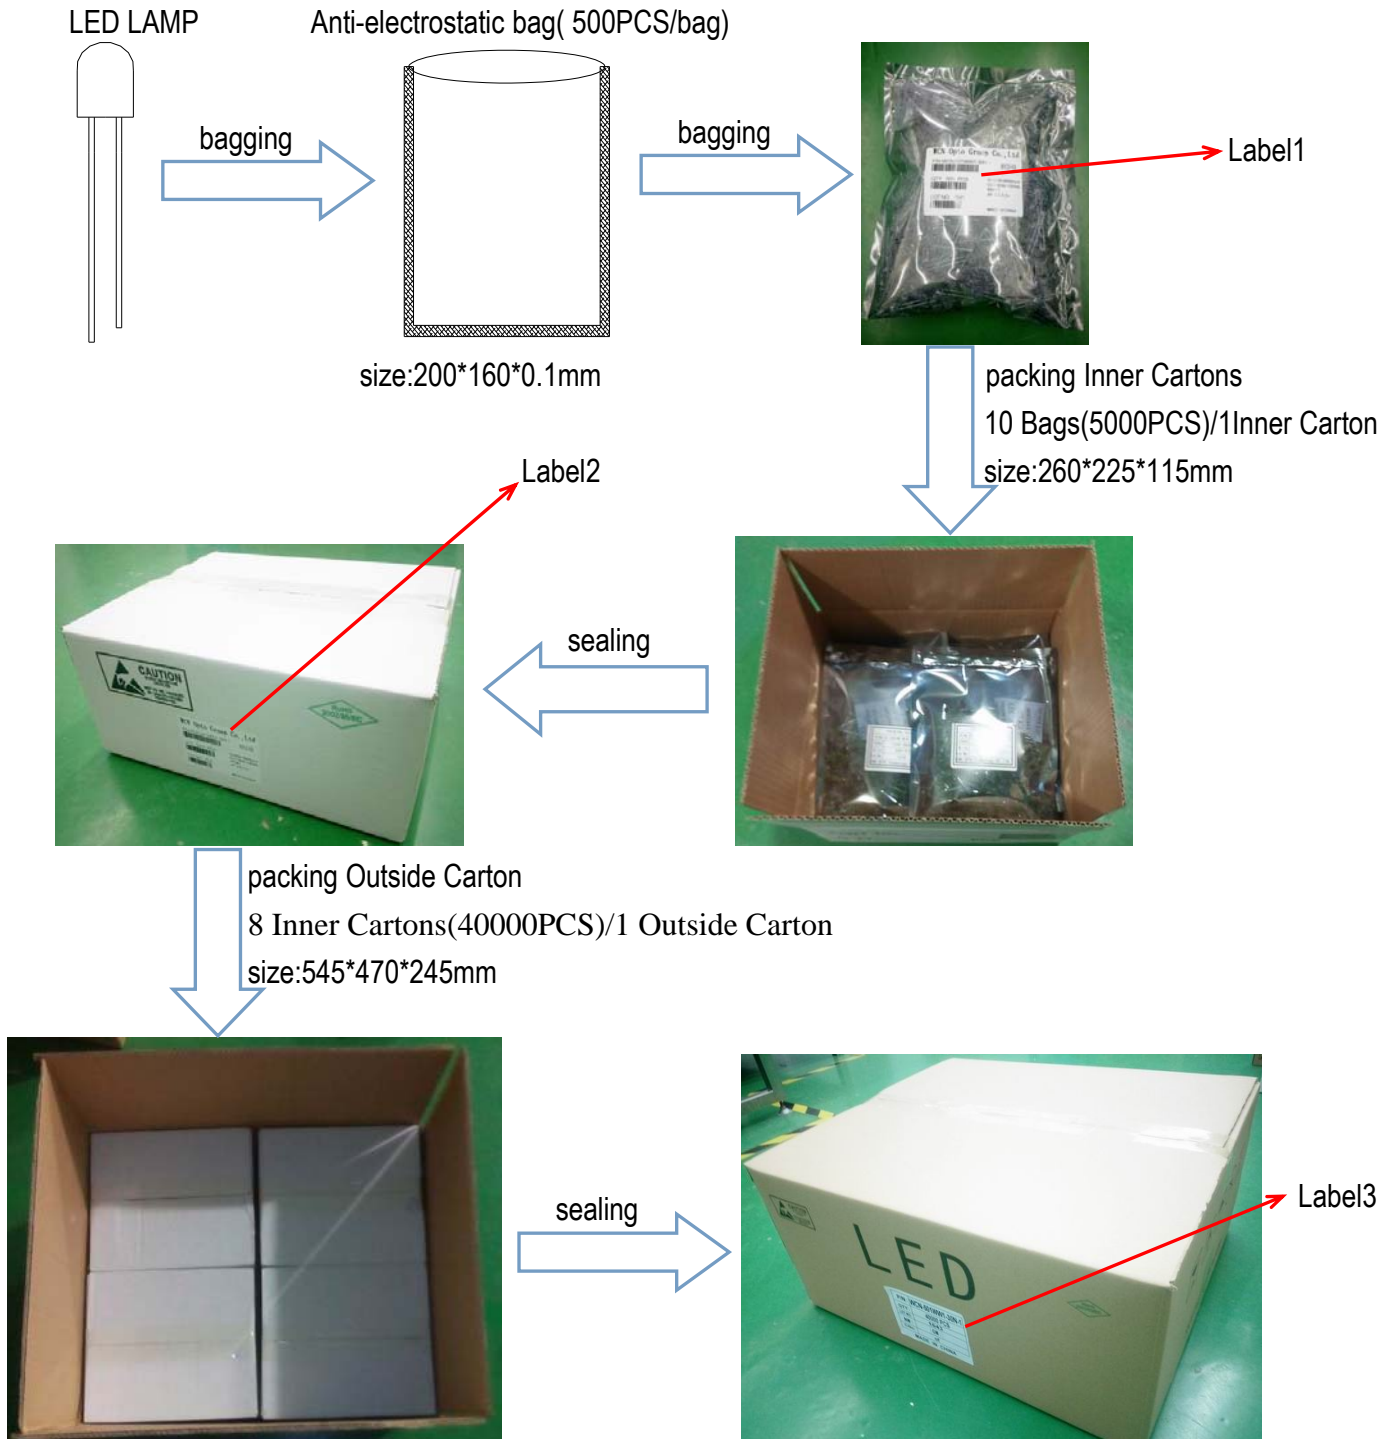 LED LAMP
Anti-electrostatic bag( 500PCS/bag)
bagging
bagging
Label1
size:200*160*0.1mm
packing Inner Cartons
10 Bags(5000PCS)/1Inner Carton
size:260*225*115mm
Label2
sealing
CAUTION
packing Outside Carton
8 Inner Cartons(40000PCS)/1 Outside Carton
size:545*470*245mm
sealing
Label3
LED